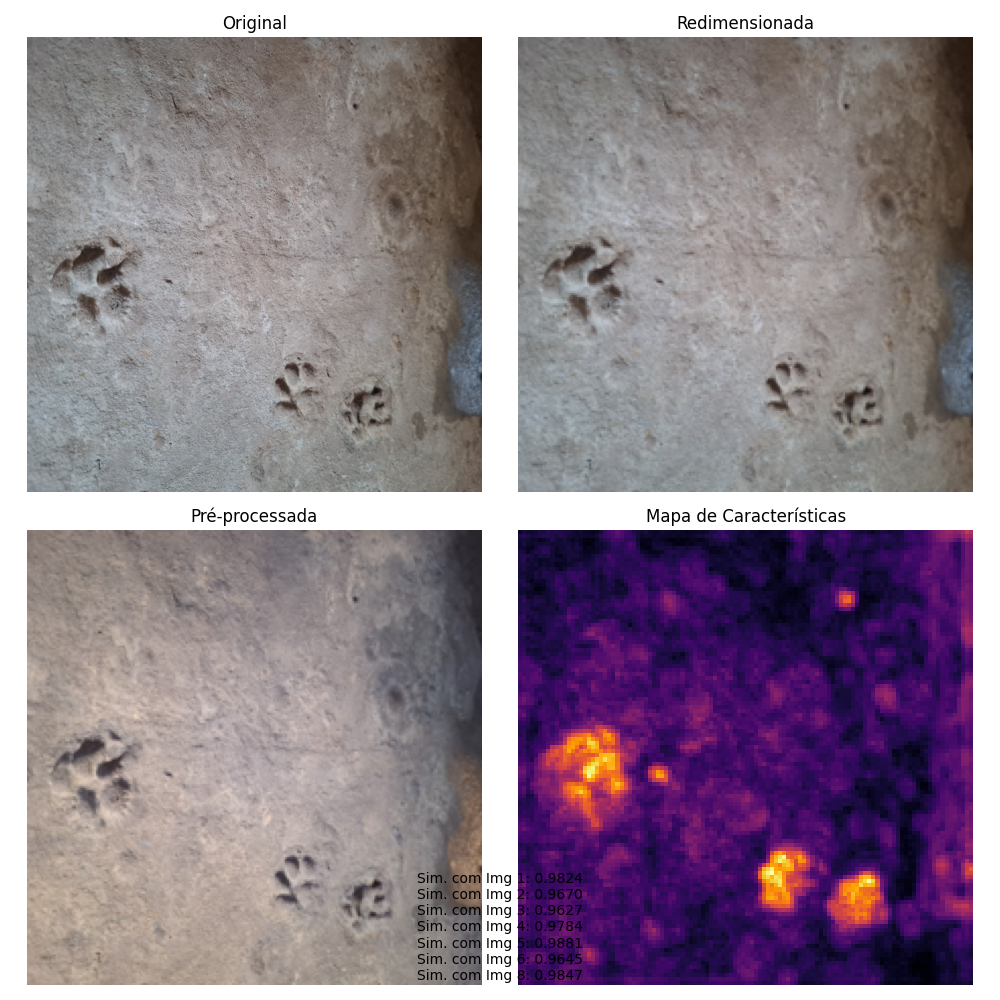 Original
Redimensionada
Pré-processada
Mapa de Características
Sim. com Img 1: 0.9824
Sim. com Img 2: 0.9670
Sim. com Img 3: 0.9627
Sim. com Img 4: 0.9784
Sim. com Img 5: 0.9881
Sim. com Img 6: 0.9645
Sim. com Img 8: 0.9847